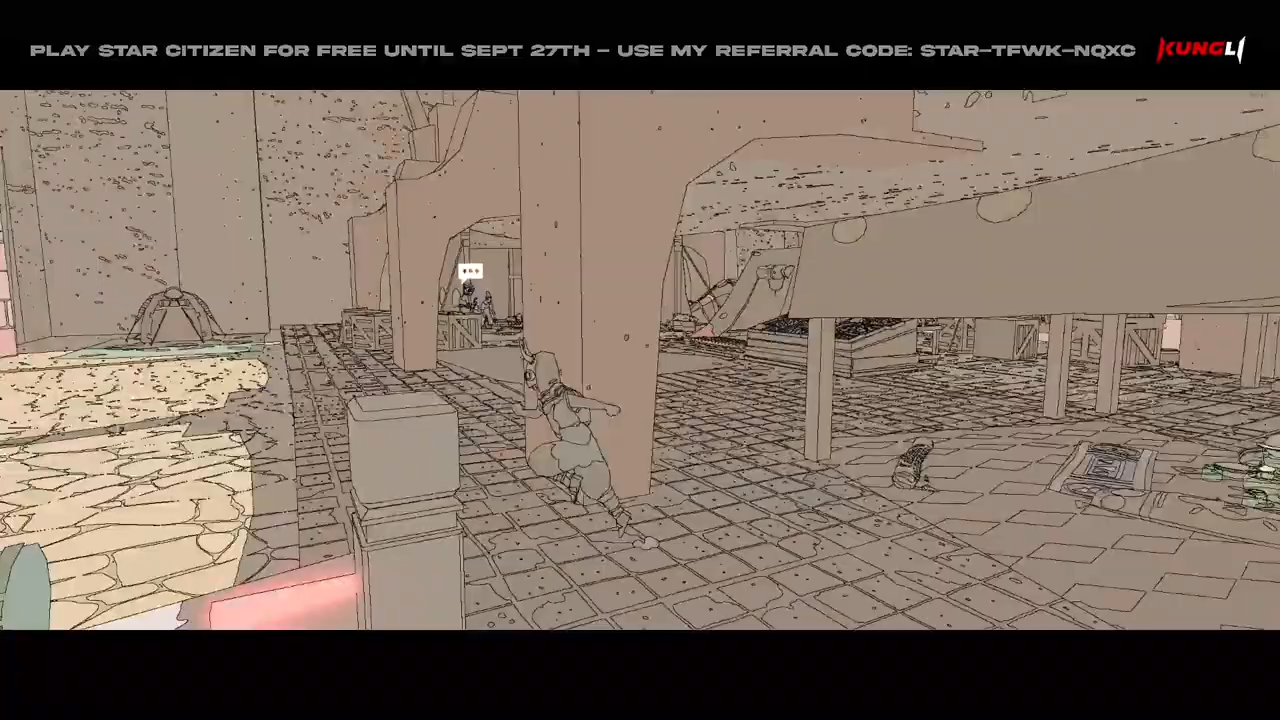 PLAY STAR CITIZEN FOR FREE UNTIL SEPT 27TH - USE MY REFERRAL CODE: STAR-TFWK-NQXC KUNGLI